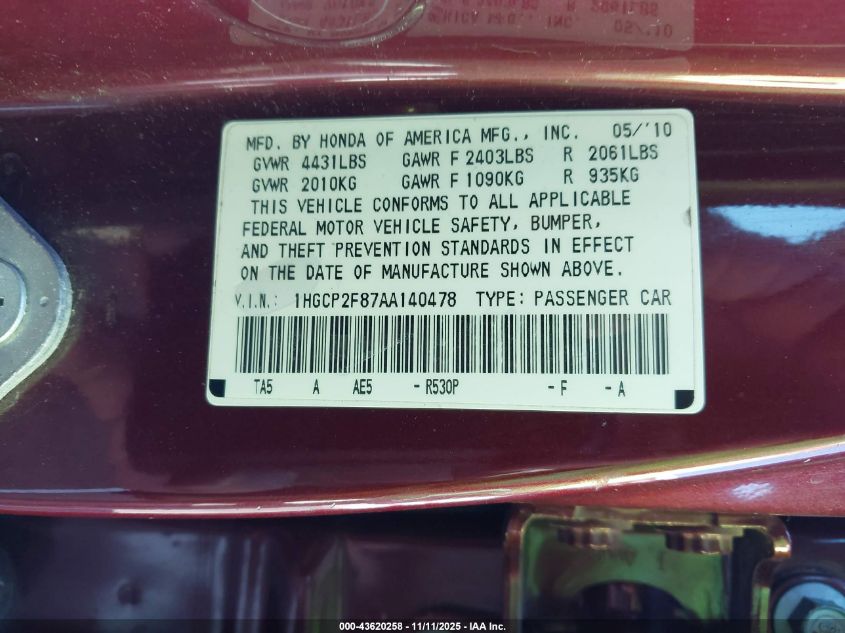 MFD. BY HONDA OF AMERICA MFG., INC. 05/'10
GVWR 4431LBS GAWR F 2403LBS R 2061LBS
GVWR 2010KG GAWR F 1090KG R 935KG
THIS VEHICLE CONFORMS TO ALL APPLICABLE
FEDERAL MOTOR VEHICLE SAFETY, BUMPER,
AND THEFT PREVENTION STANDARDS IN EFFECT
ON THE DATE OF MANUFACTURE SHOWN ABOVE.
V.I.N.: 1HGCP2F87AA140478 TYPE: PASSENGER CAR
TA5 A AE5 - R530P - F - A
000-43620258 - 11/11/2025 - IAA Inc.